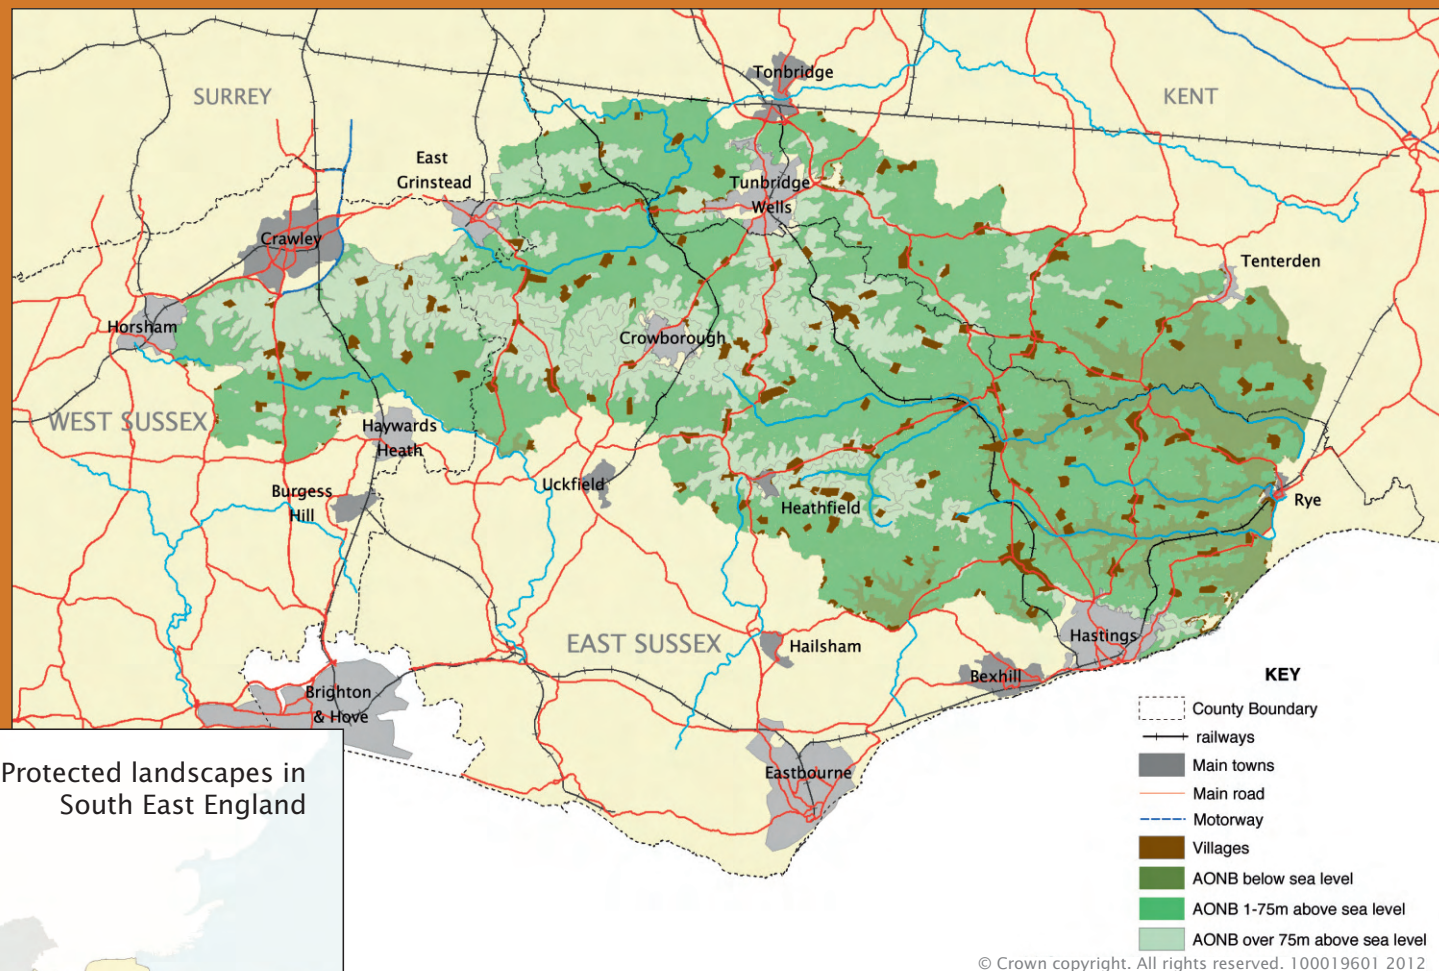 Tonbridge
SURREY
KENT
East
Grinstead
Tunbridge
Wells
Crawley
Tenterden
Horsham
Crowborough
WEST SUSSEX
Haywards
Heath
Uckfield
Burgess
Hill
Heathfield
Rye
EAST SUSSEX
Hailsham
Hastings
Bexhill
Brighton
& Hove
Eastbourne
KEY
County Boundary
railways
Main towns
Main road
Motorway
Villages
AONB below sea level
AONB 1-75m above sea level
AONB over 75m above sea level
Protected landscapes in
South East England
© Crown copyright. All rights reserved. 100019601 2012